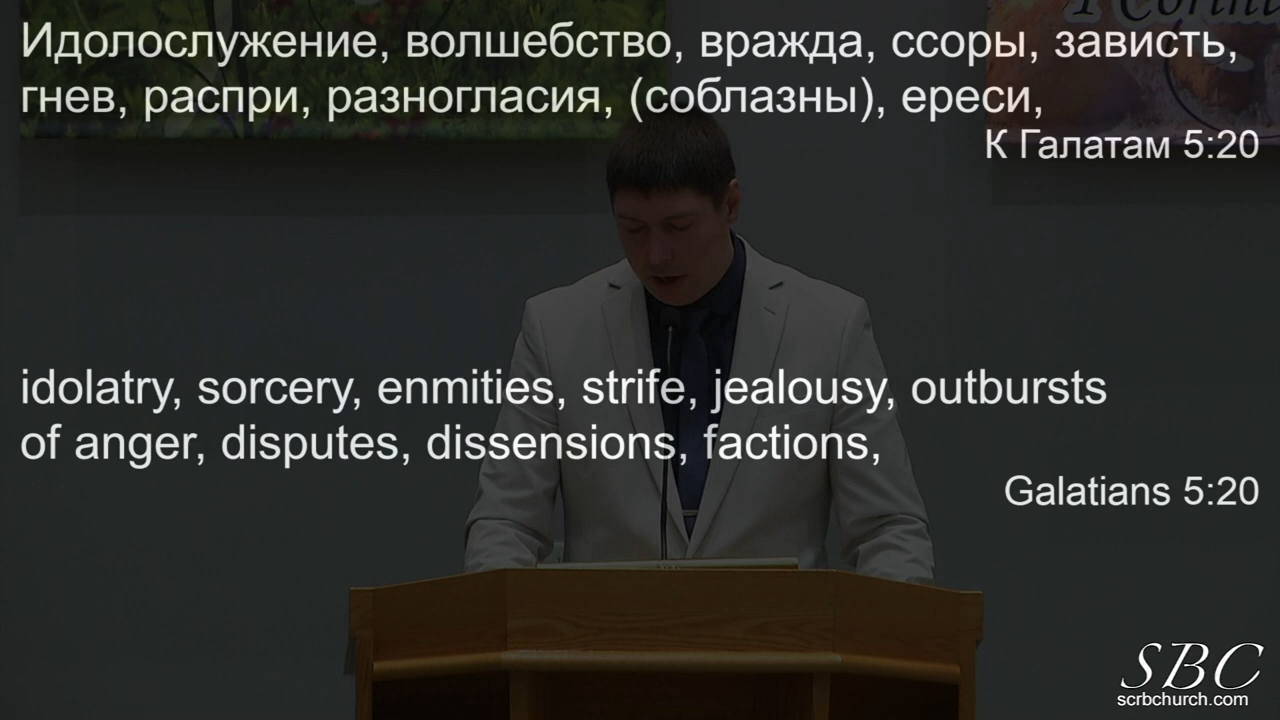 Идолослужение, волшебство, вражда, ссоры, зависть,
гнев, распри, разногласия, (соблазны), ереси,
К Галатам 5:20
idolatry, sorcery, enmities, strife, jealousy, outbursts
of anger, disputes, dissensions, factions,
Galatians 5:20
SBC
scrbchurch.com